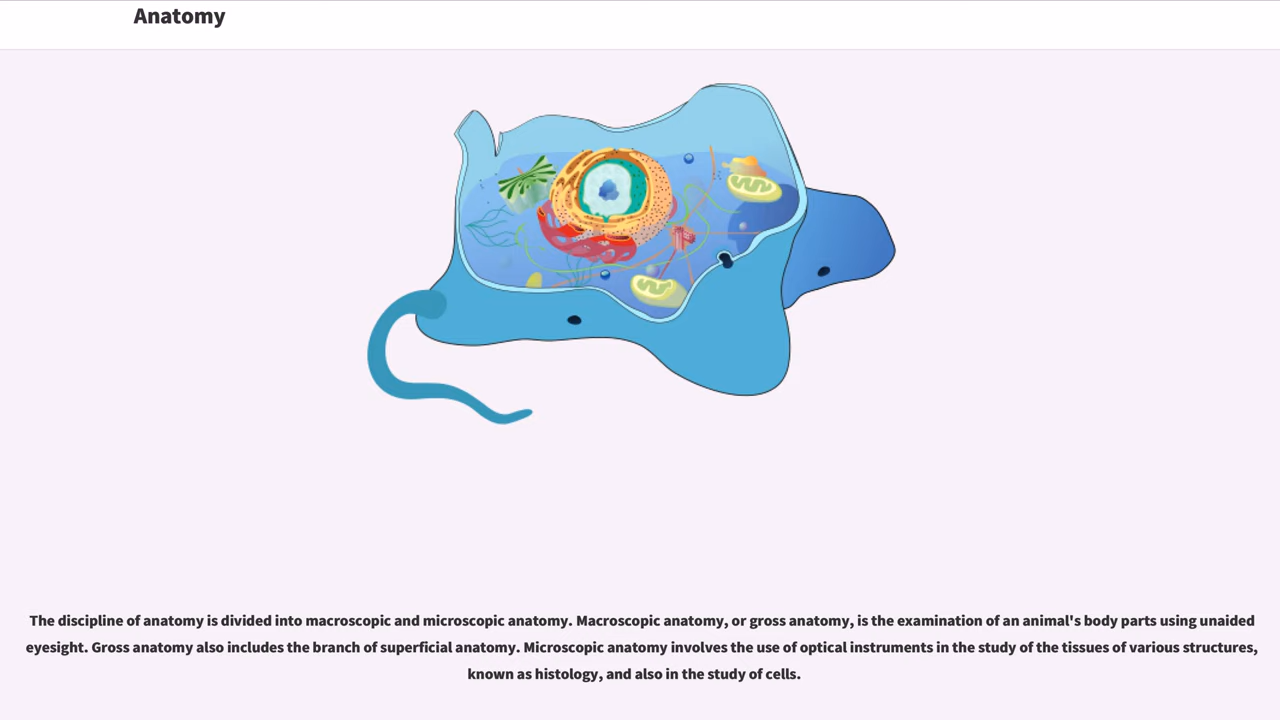 Anatomy
The discipline of anatomy is divided into macroscopic and microscopic anatomy. Macroscopic anatomy, or gross anatomy, is the examination of an animal's body parts using unaided
eyesight. Gross anatomy also includes the branch of superficial anatomy. Microscopic anatomy involves the use of optical instruments in the study of the tissues of various structures,
known as histology, and also in the study of cells.